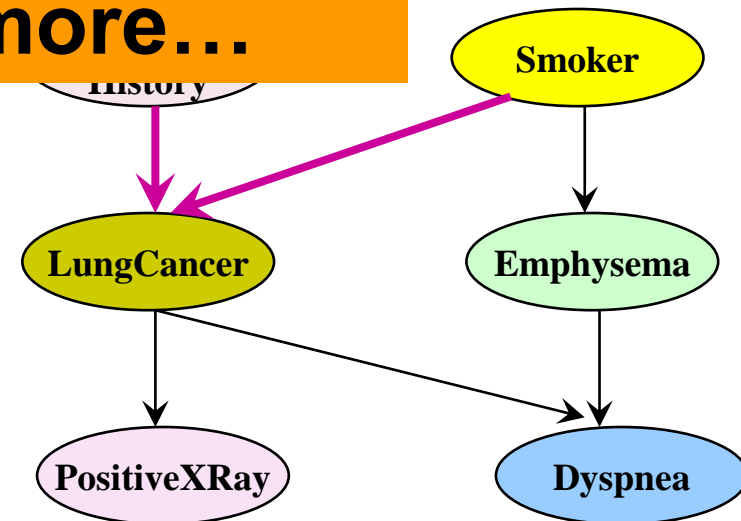 more…
History
Smoker
LungCancer
Emphysema
PositiveXRay
Dyspnea